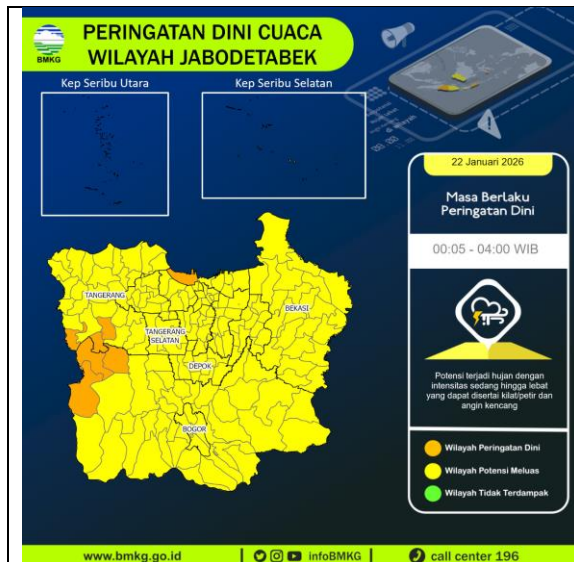 BMKG
PERINGATAN DINI CUACA
WILAYAH JABODETABEK
Kep Seribu Utara
Kep Seribu Selatan
22 Januari 2026
Masa Berlaku
Peringatan Dini
00:05 - 04:00 WIB
TANGERANG
BEKASI
TANGERANG
SELATAN
DEPOK
BOGOR
Potensi terjadi hujan dengan
intensitas sedang hingga lebat
yang dapat disertai kilat/petir dan
angin kencang
Wilayah Peringatan Dini
Wilayah Potensi Meluas
Wilayah Tidak Terdampak
www.bmkg.go.id
infoBMKG
call center 196